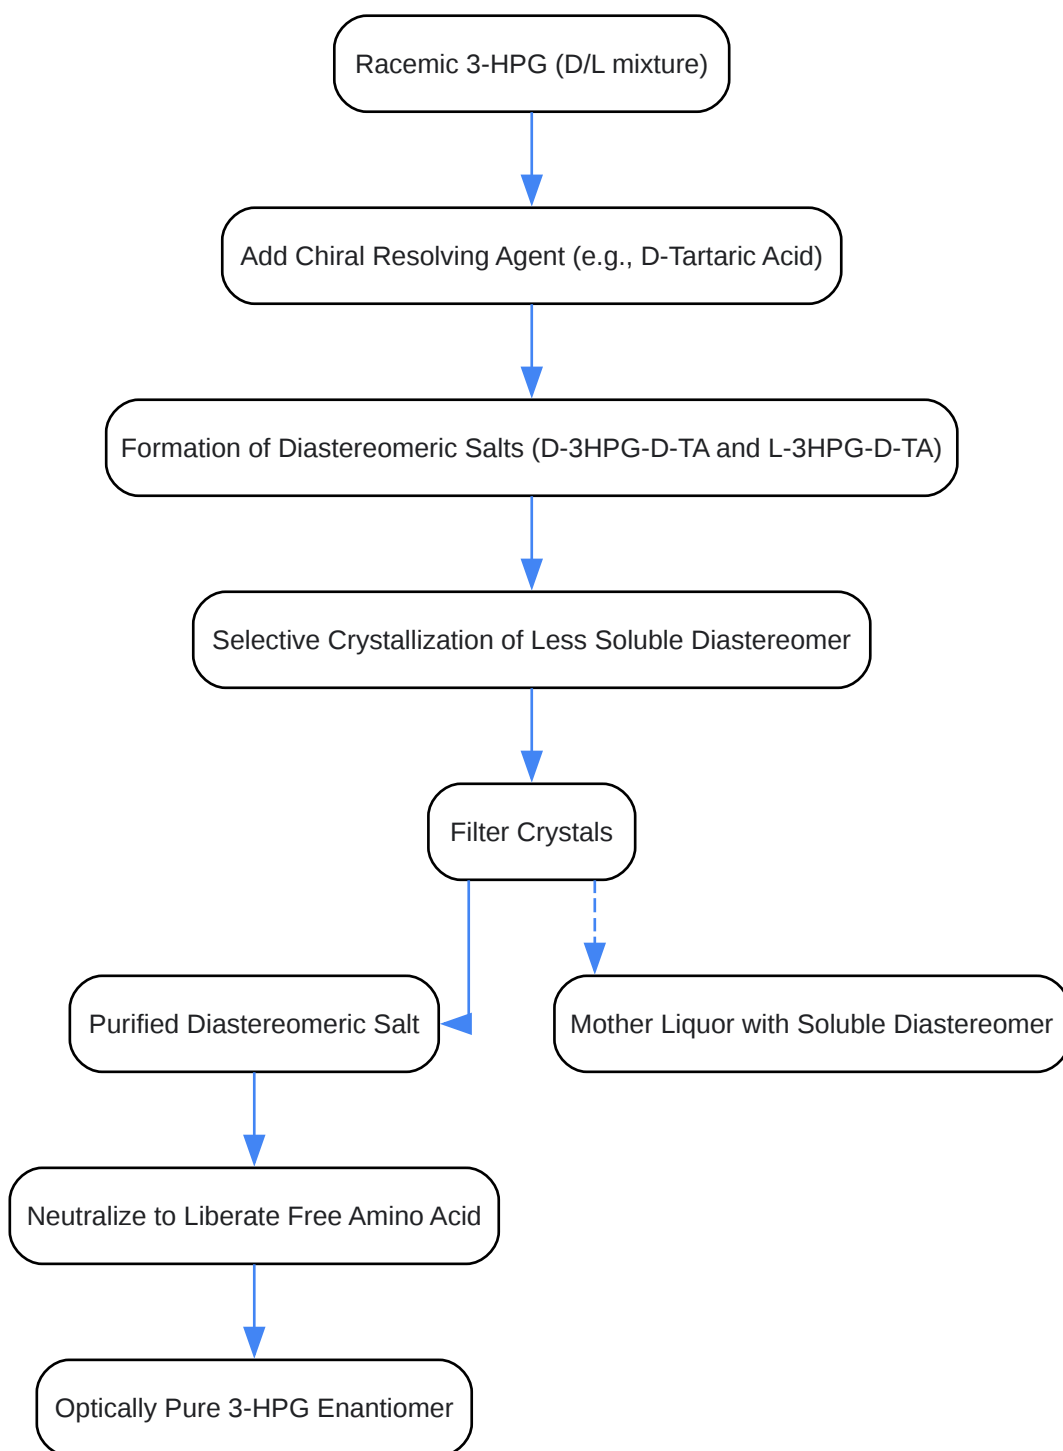 Racemic 3-HPG (D/L mixture)
Add Chiral Resolving Agent (e.g., D-Tartaric Acid)
Formation of Diastereomeric Salts (D-3HPG-D-TA and L-3HPG-D-TA)
Selective Crystallization of Less Soluble Diastereomer
Filter Crystals
Purified Diastereomeric Salt
Mother Liquor with Soluble Diastereomer
Neutralize to Liberate Free Amino Acid
Optically Pure 3-HPG Enantiomer